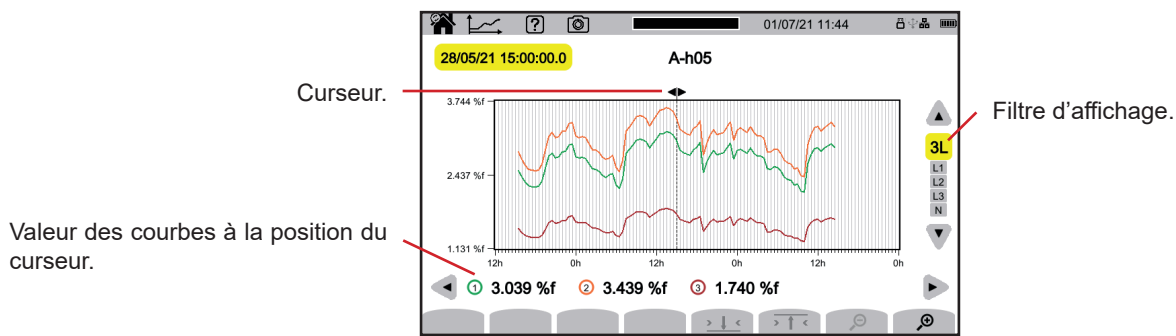 ?
01/07/21 11:44
28/05/21 15:00:00.0
A-h05
Curseur.
3.744 %f
Filtre d'affichage.
3L
L1
L2
L3
N
2.437 %f
Valeur des courbes à la position du
curseur.
1.131 %f
12h 0h 12h 0h 12h 0h
1 3.039 %f 2 3.439 %f 3 1.740 %f